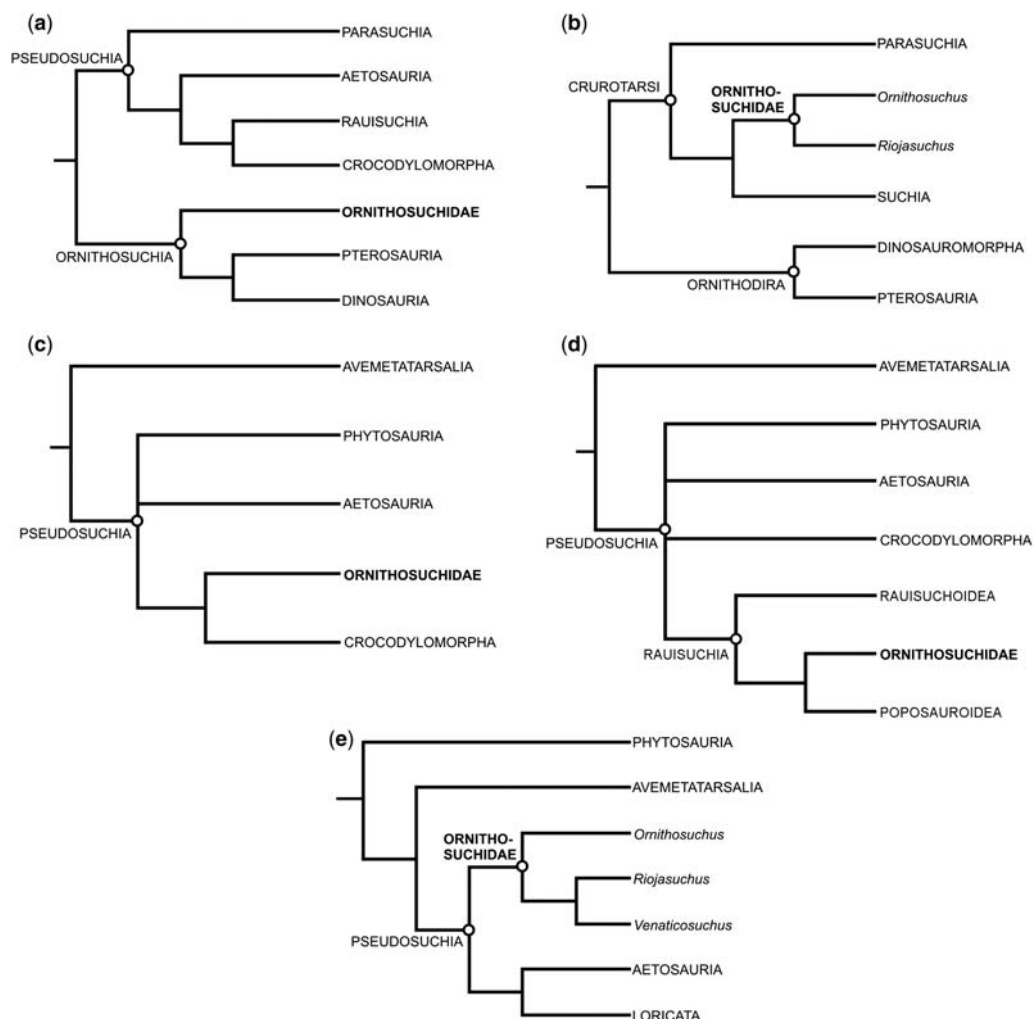 (a)
PARASUCHIA
PSEUDOSUCHIA
AETOSAURIA
RAUISUCHIA
CROCODYLOMORPHA
ORNITHOSUCHIDAE
ORNITHOSUCHIA
PTEROSAURIA
DINOSAURIA
(b)
PARASUCHIA
CRUROTARSI
ORNITHO-
SUCHIDAE
Ornithosuchus
Riojasuchus
SUCHIA
DINOSAUROMORPHA
ORNITHODIRA
PTEROSAURIA
(c)
AVEMETATARSALIA
PHYTOSAURIA
AETOSAURIA
PSEUDOSUCHIA
ORNITHOSUCHIDAE
CROCODYLOMORPHA
(d)
AVEMETATARSALIA
PHYTOSAURIA
AETOSAURIA
PSEUDOSUCHIA
CROCODYLOMORPHA
RAUISUCHOIDEA
RAUISUCHIA
ORNITHOSUCHIDAE
POPOSAUROIDEA
(e)
PHYTOSAURIA
AVEMETATARSALIA
ORNITHO-
SUCHIDAE
Ornithosuchus
Riojasuchus
Venaticosuchus
PSEUDOSUCHIA
AETOSAURIA
LORICATA